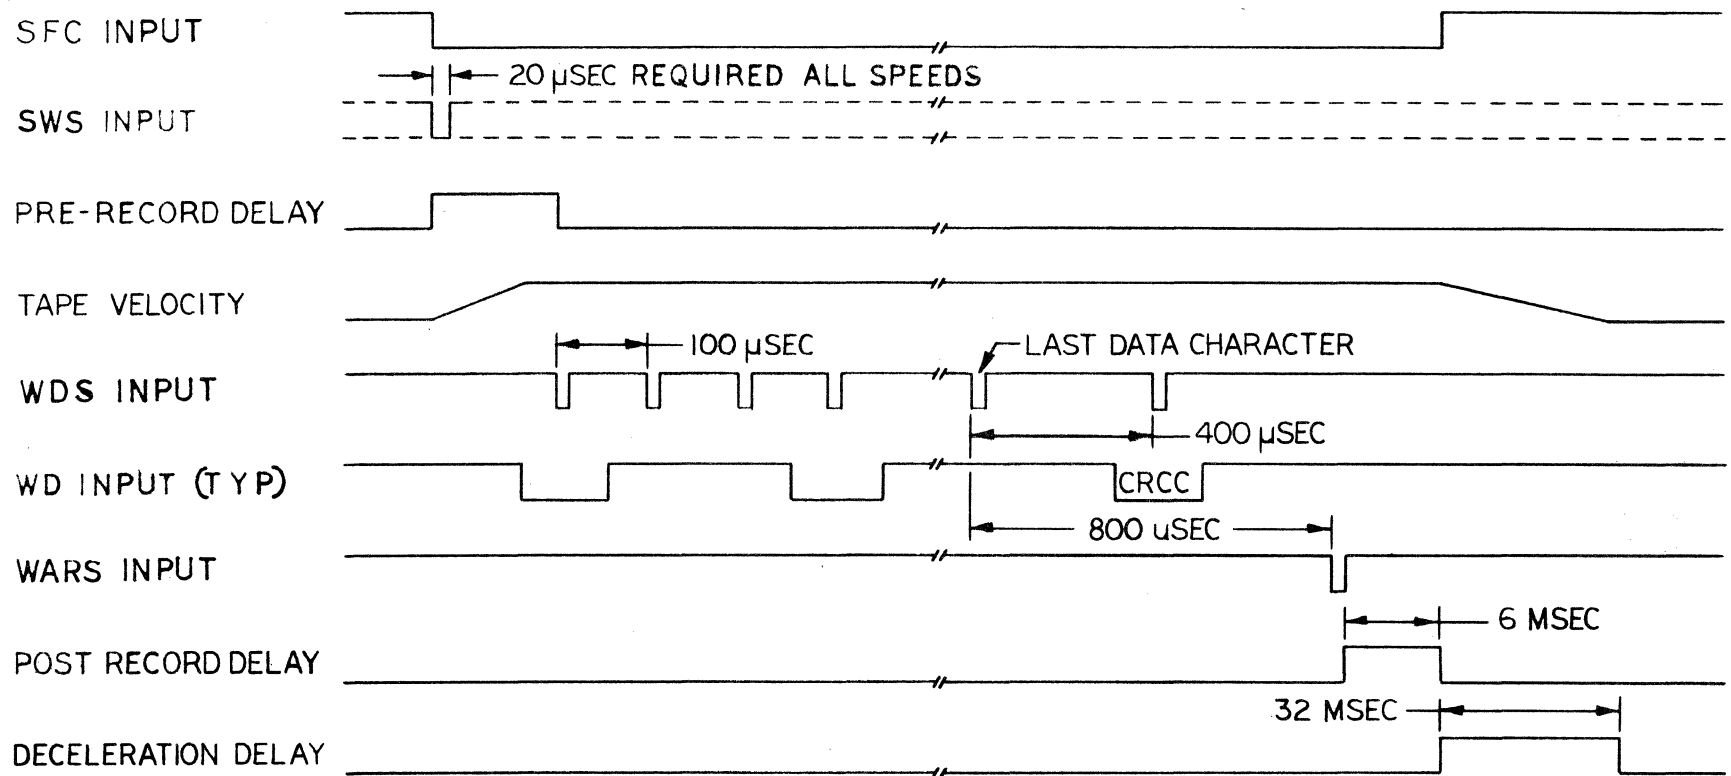 SFC INPUT
20 µSEC REQUIRED ALL SPEEDS
SWS INPUT
PRE-RECORD DELAY
TAPE VELOCITY
100 µSEC
LAST DATA CHARACTER
WDS INPUT
400 µSEC
WD INPUT (TYP)
CRCC
800 uSEC
WARS INPUT
6 MSEC
POST RECORD DELAY
32 MSEC
DECELERATION DELAY